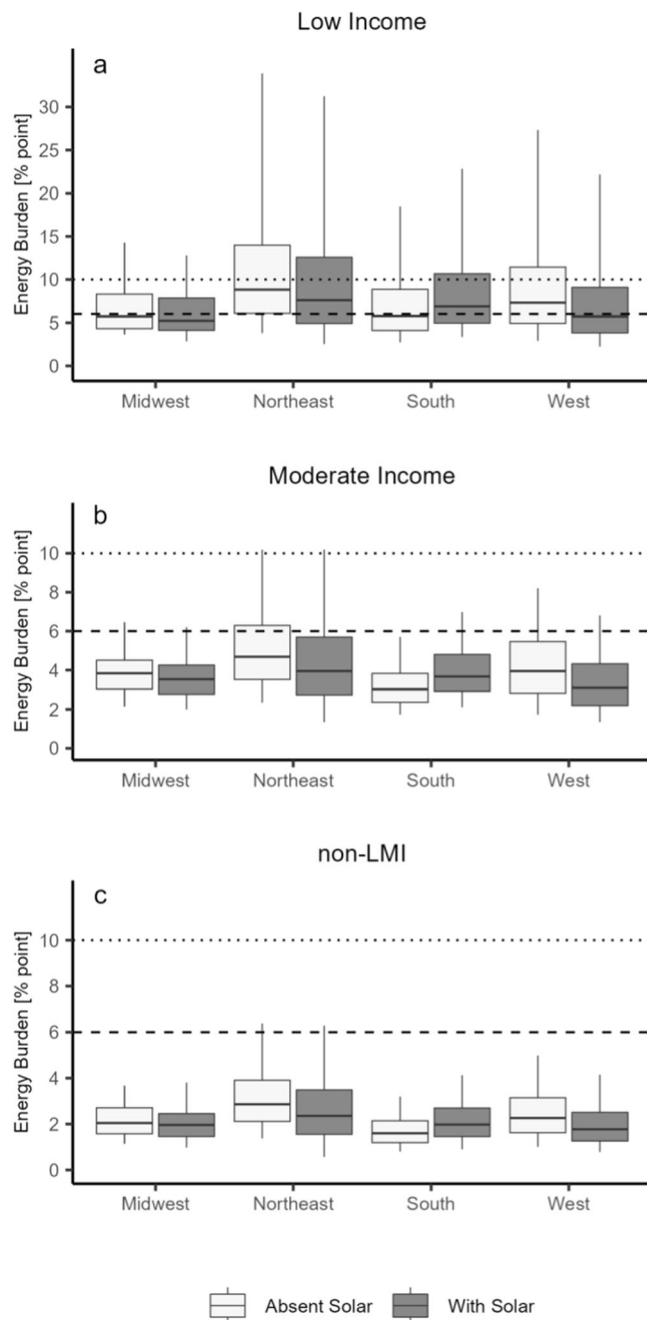 Low Income
a
Energy Burden [% point]
30
25
20
15
10
5
0
Midwest Northeast South West
Moderate Income
b
Energy Burden [% point]
10
8
6
4
2
0
Midwest Northeast South West
non-LMI
c
Energy Burden [% point]
10
8
6
4
2
0
Midwest Northeast South West
Absent Solar With Solar